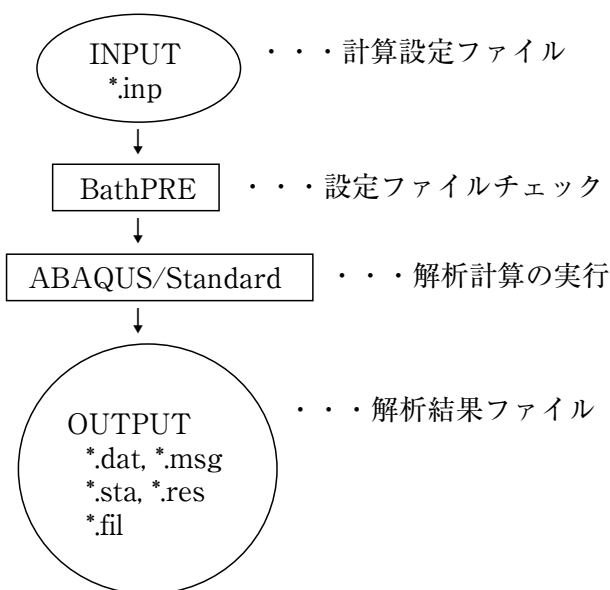 INPUT ・・・計算設定ファイル
*.inp
BathPRE ・・・設定ファイルチェック
ABAQUS/Standard ・・・解析計算の実行
・・・解析結果ファイル
OUTPUT
*.dat, *.msg
*.sta, *.res
*.fil